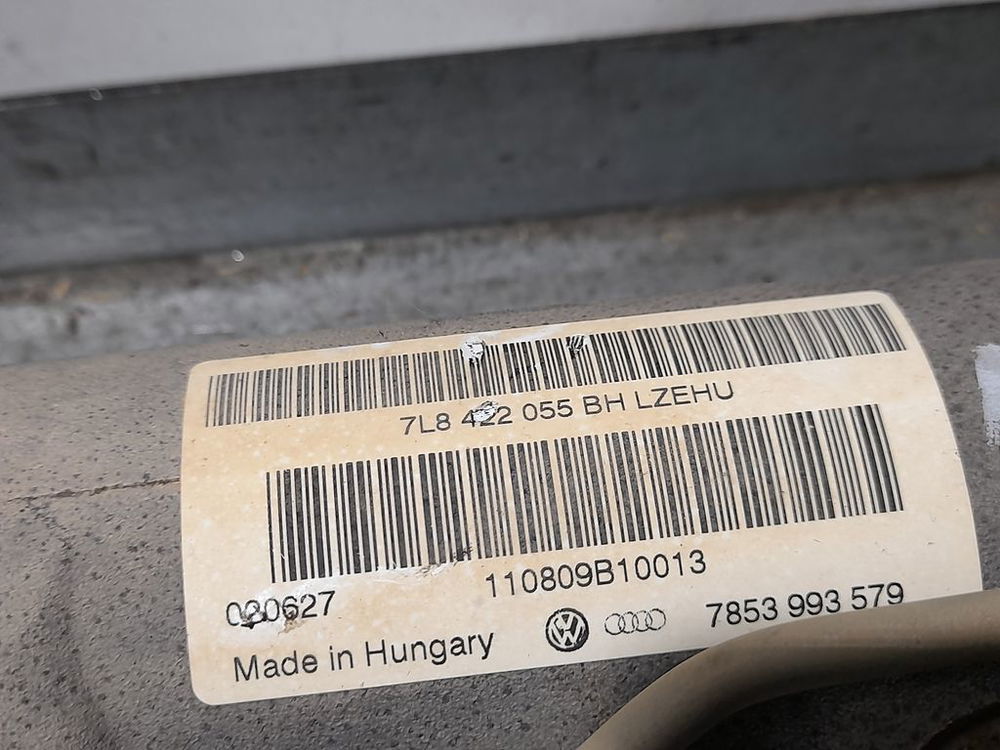 7L8 422 055 BH LZEHU
110809B10013
020627
Made in Hungary
7853 993 579